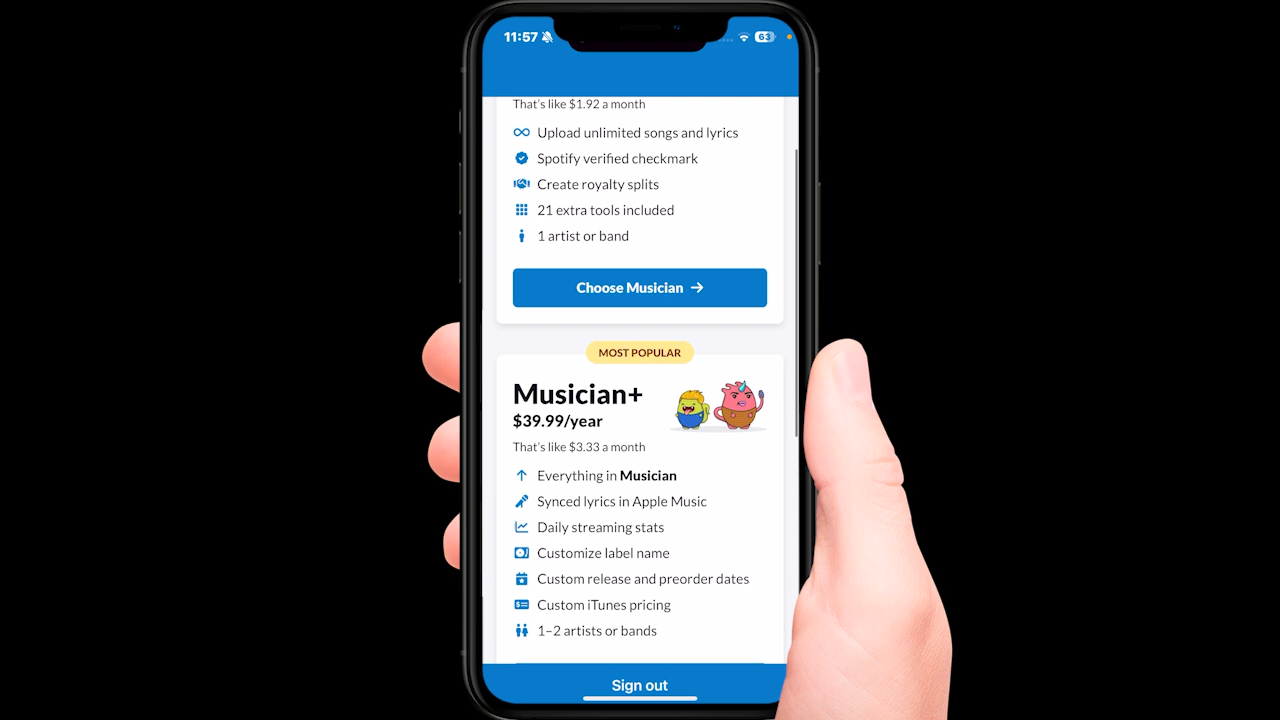 11:57
63
That's like $1.92 a month
Upload unlimited songs and lyrics
Spotify verified checkmark
Create royalty splits
21 extra tools included
1 artist or band
Choose Musician →
MOST POPULAR
Musician+
$39.99/year
That's like $3.33 a month
Everything in Musician
Synced lyrics in Apple Music
Daily streaming stats
Customize label name
Custom release and preorder dates
Custom iTunes pricing
1–2 artists or bands
Sign out